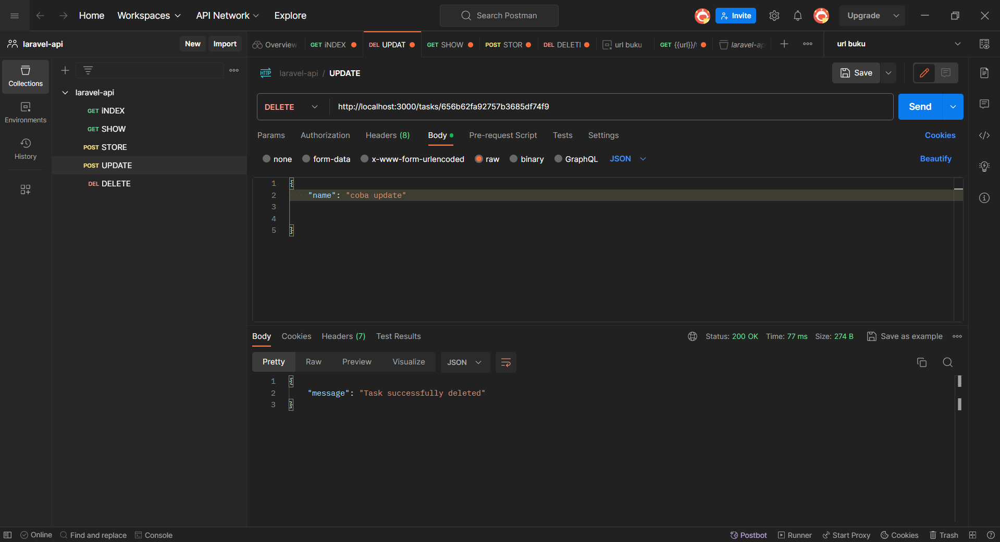 Home Workspaces API Network Explore Search Postman Invite Upgrade
laravel-api New Import Overview GET iNDEX DEL UPDAT GET SHOW POST STOR DEL DELETI url buku GET {{url}}/ laravel-ap url buku
laravel-api / UPDATE Save
Collections
Environments
History
laravel-api
GET iNDEX
GET SHOW
POST STORE
POST UPDATE
DEL DELETE
DELETE http://localhost:3000/tasks/656b62fa92757b3685df74f9 Send
Params Authorization Headers (8) Body Pre-request Script Tests Settings Cookies
none form-data x-www-form-urlencoded raw binary GraphQL JSON Beautify
1 {
2 "name": "coba update"
3
4
5 }
Body Cookies Headers (7) Test Results Status: 200 OK Time: 77 ms Size: 274 B Save as example
Pretty Raw Preview Visualize JSON
1 {
2 "message": "Task successfully deleted"
3 }
Online Find and replace Console Postbot Runner Start Proxy Cookies Trash